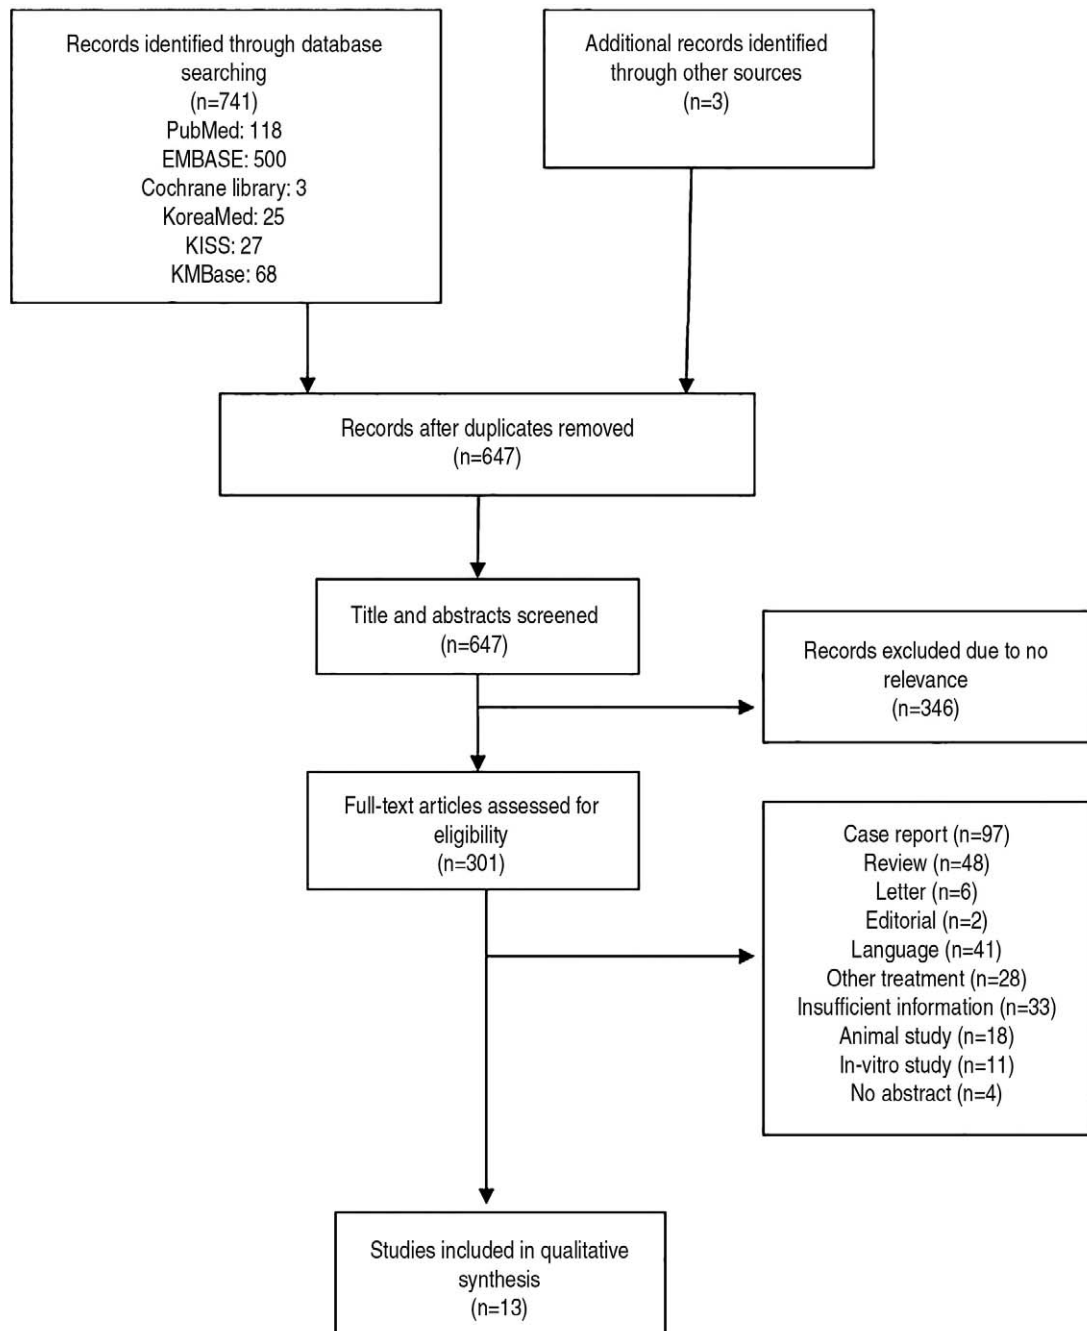 Records identified through database
searching
(n=741)
PubMed: 118
EMBASE: 500
Cochrane library: 3
KoreaMed: 25
KISS: 27
KMBase: 68
Additional records identified
through other sources
(n=3)
Records after duplicates removed
(n=647)
Title and abstracts screened
(n=647)
Records excluded due to no
relevance
(n=346)
Full-text articles assessed for
eligibility
(n=301)
Case report (n=97)
Review (n=48)
Letter (n=6)
Editorial (n=2)
Language (n=41)
Other treatment (n=28)
Insufficient information (n=33)
Animal study (n=18)
In-vitro study (n=11)
No abstract (n=4)
Studies included in qualitative
synthesis
(n=13)